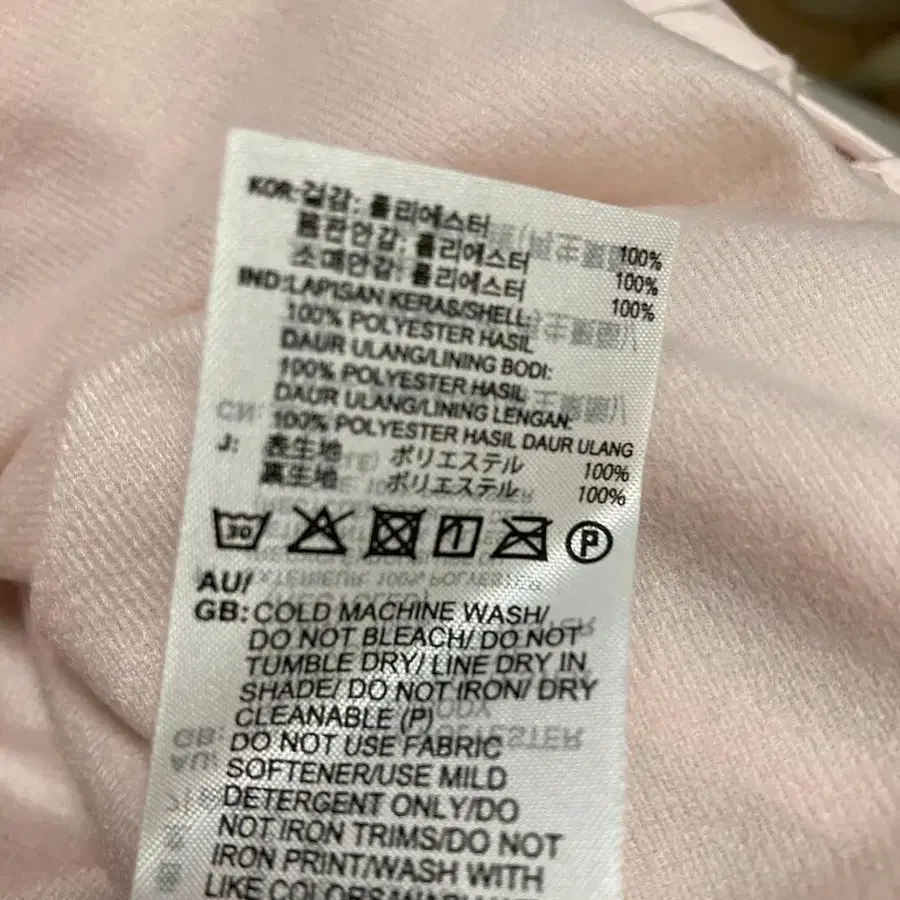 KOR:겉감: 폴리에스터 100%
몸판안감: 폴리에스터 100%
소매안감: 폴리에스터 100%
IND:LAPISAN KERAS/SHELL:
100% POLYESTER HASIL
DAUR ULANG/LINING BODI:
100% POLYESTER HASIL
DAUR ULANG/LINING LENGAN:
100% POLYESTER HASIL DAUR ULANG
J: 表生地 ポリエステル 100%
裏生地 ポリエステル 100%
30 P
AU/
GB: COLD MACHINE WASH/
DO NOT BLEACH/ DO NOT
TUMBLE DRY/ LINE DRY IN
SHADE/ DO NOT IRON/ DRY
CLEANABLE (P)
DO NOT USE FABRIC
SOFTENER/USE MILD
DETERGENT ONLY/DO
NOT IRON TRIMS/DO NOT
IRON PRINT/WASH WITH
LIKE COLORS/WASH